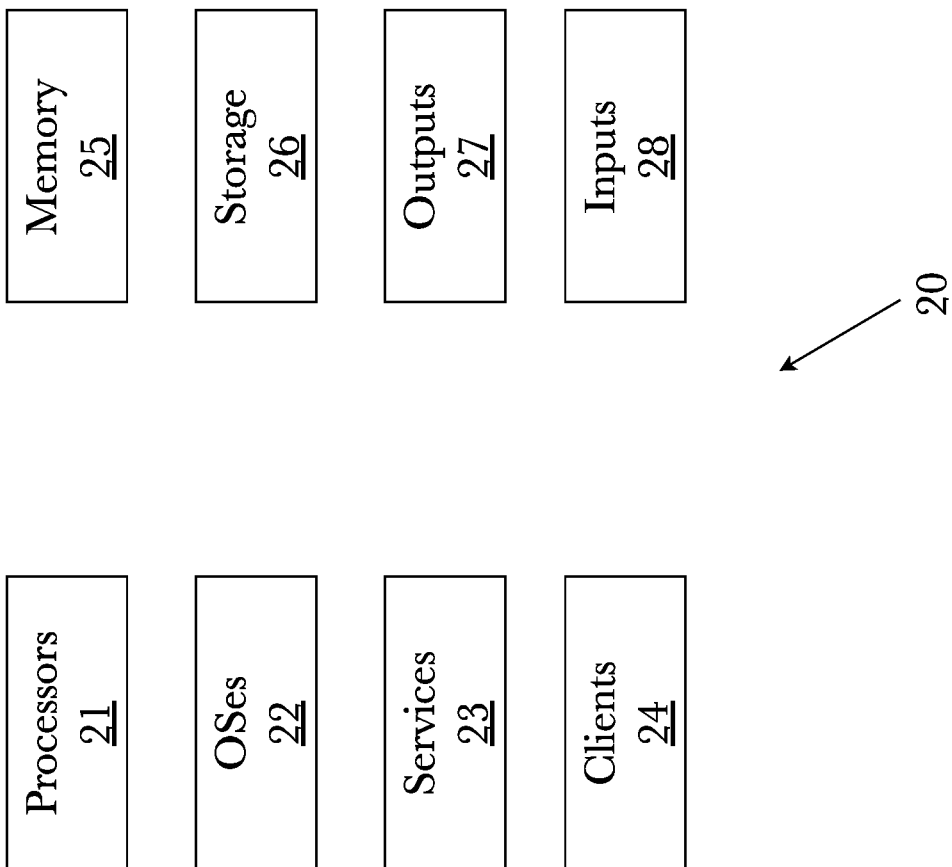 Processors
21
OSes
22
Services
23
Clients
24
Memory
25
Storage
26
Outputs
27
Inputs
28
20